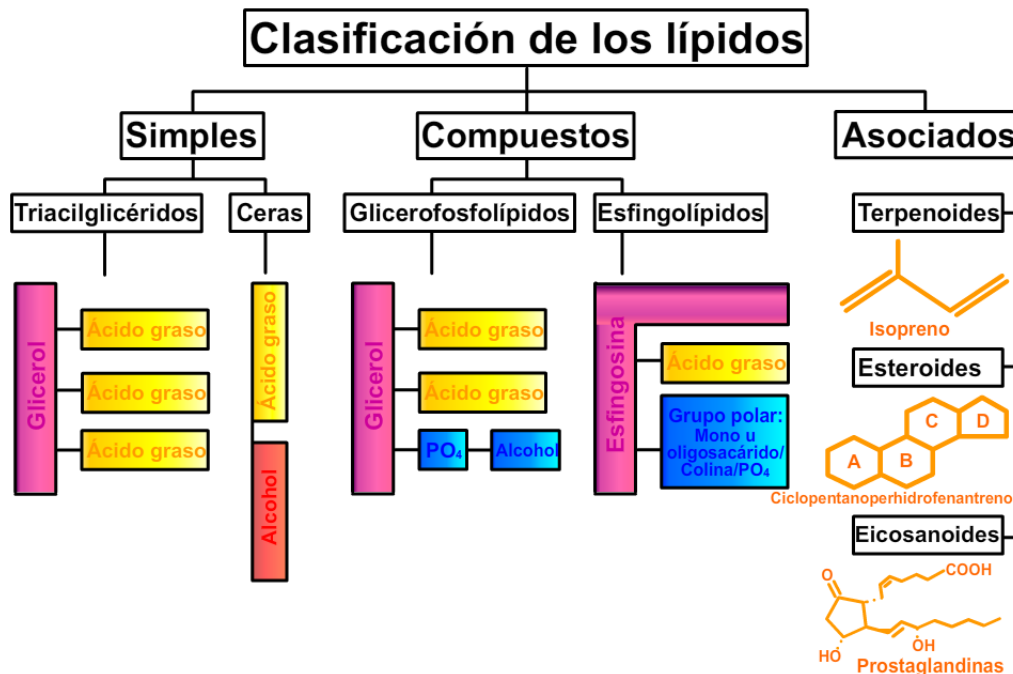 Clasificación de los lípidos
Simples
Compuestos
Asociados
Triacilglicéridos
Ceras
Glicerofosfolípidos
Esfingolípidos
Terpenoides
Glicerol
Ácido graso
Ácido graso
Ácido graso
Ácido graso
Alcohol
Glicerol
Ácido graso
Ácido graso
PO₄
Alcohol
Esfingosina
Ácido graso
Grupo polar:
Mono u
oligosacárido/
Colina/PO₄
Isopreno
Esteroides
A
B
C
D
Ciclopentanoperhidrofenantreno
Eicosanoides
O
COOH
HO
OH
Prostaglandinas